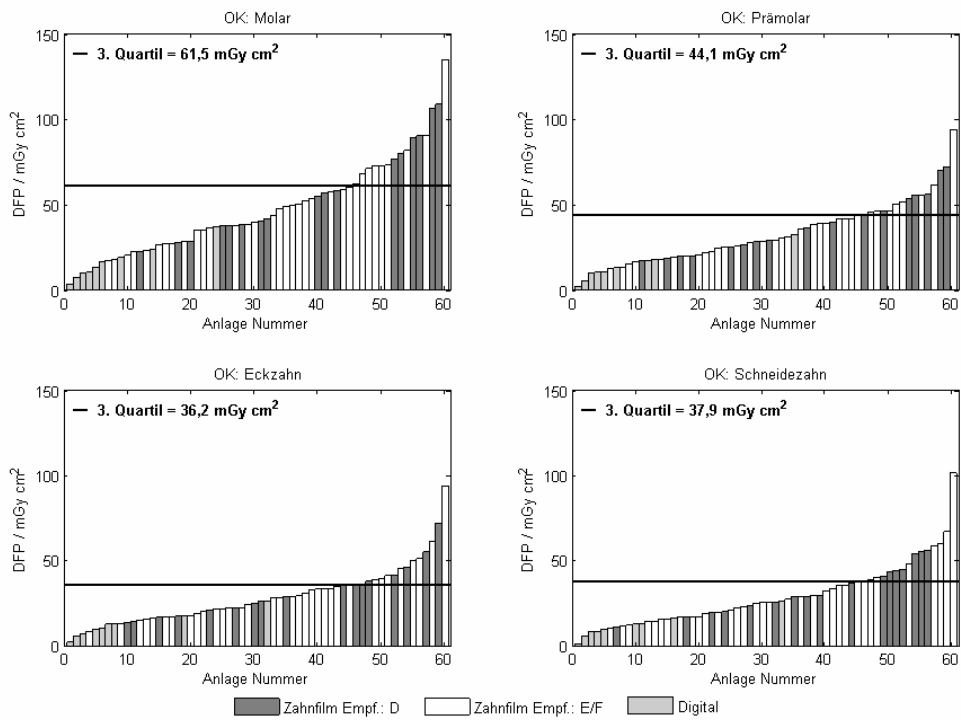 OK: Molar
3. Quartil = 61,5 mGy cm²
DFP / mGy cm²
150
100
50
0
0 10 20 30 40 50 60
Anlage Nummer
OK: Prämolar
3. Quartil = 44,1 mGy cm²
DFP / mGy cm²
150
100
50
0
0 10 20 30 40 50 60
Anlage Nummer
OK: Eckzahn
3. Quartil = 36,2 mGy cm²
DFP / mGy cm²
150
100
50
0
0 10 20 30 40 50 60
Anlage Nummer
OK: Schneidezahn
3. Quartil = 37,9 mGy cm²
DFP / mGy cm²
150
100
50
0
0 10 20 30 40 50 60
Anlage Nummer
Zahnfilm Empf.: D Zahnfilm Empf.: E/F Digital